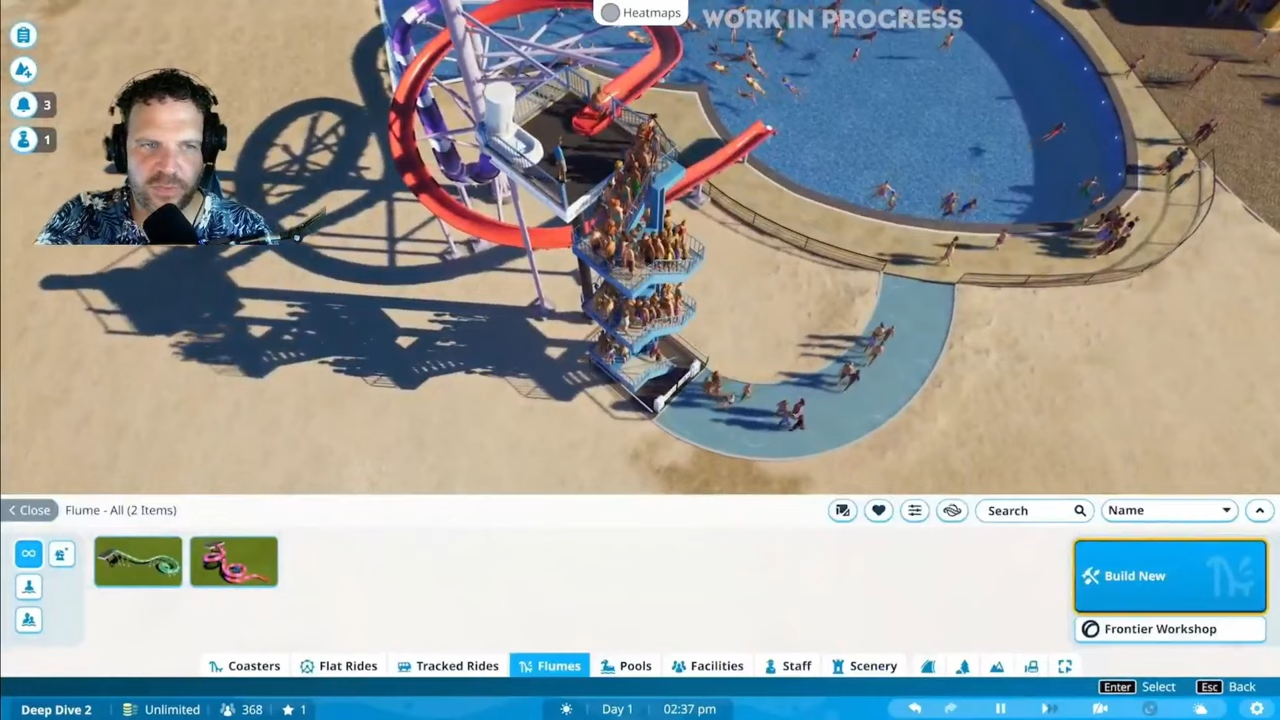 Heatmaps
WORK IN PROGRESS
3
1
Close
Flume - All (2 Items)
Search
Name
Build New
Frontier Workshop
Coasters
Flat Rides
Tracked Rides
Flumes
Pools
Facilities
Staff
Scenery
Enter Select
Esc Back
Deep Dive 2
Unlimited
368
1
Day 1
02:37 pm